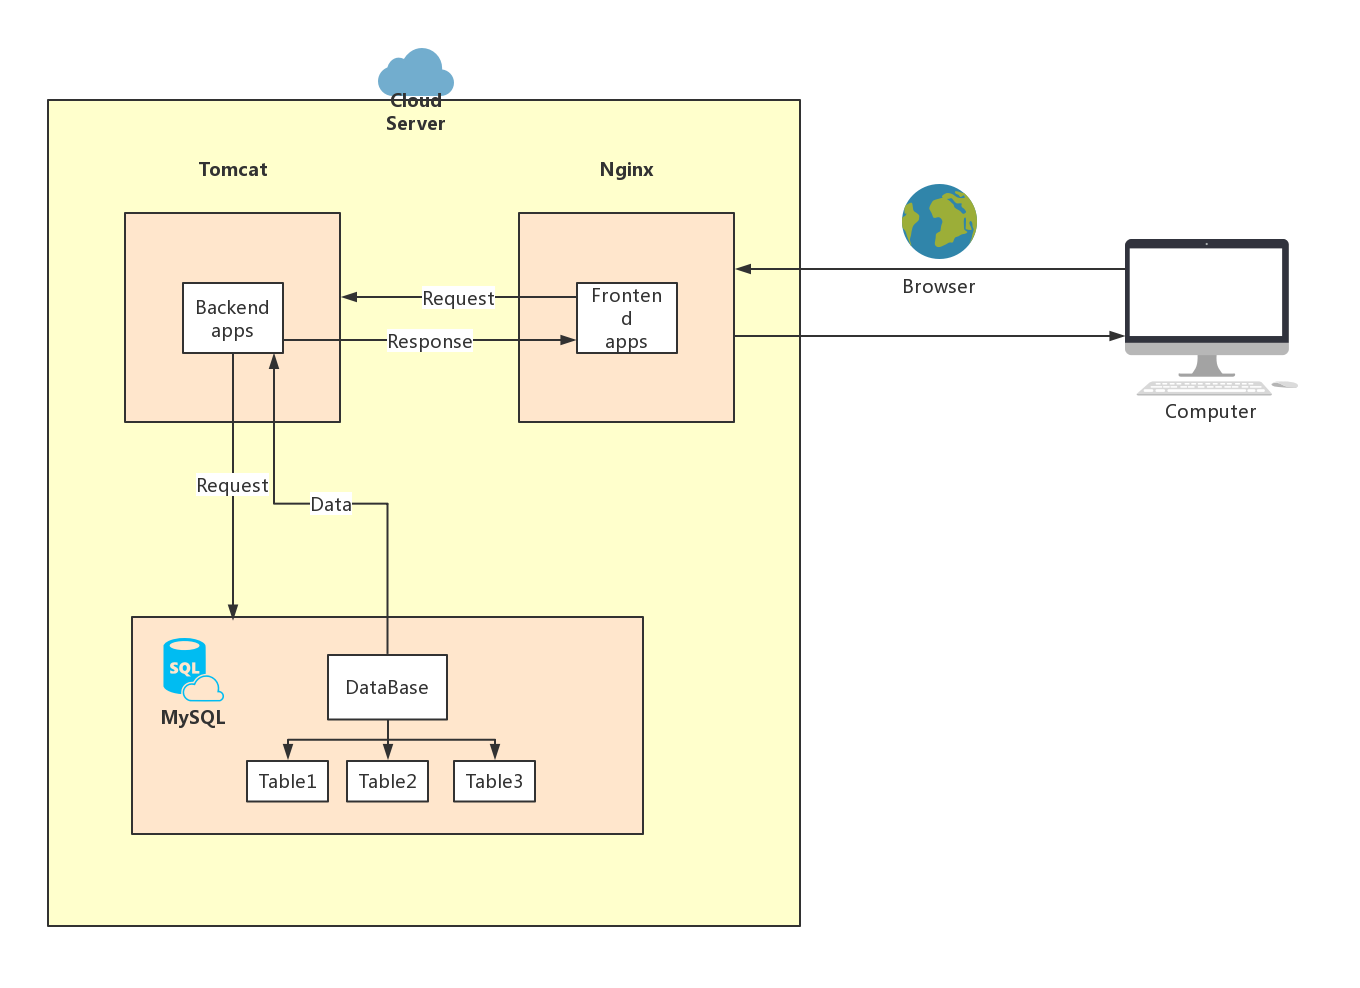 Cloud
Server
Tomcat
Nginx
Browser
Backend
apps
Request
Response
Fronten
d
apps
Computer
Request
Data
SQL
MySQL
DataBase
Table1
Table2
Table3